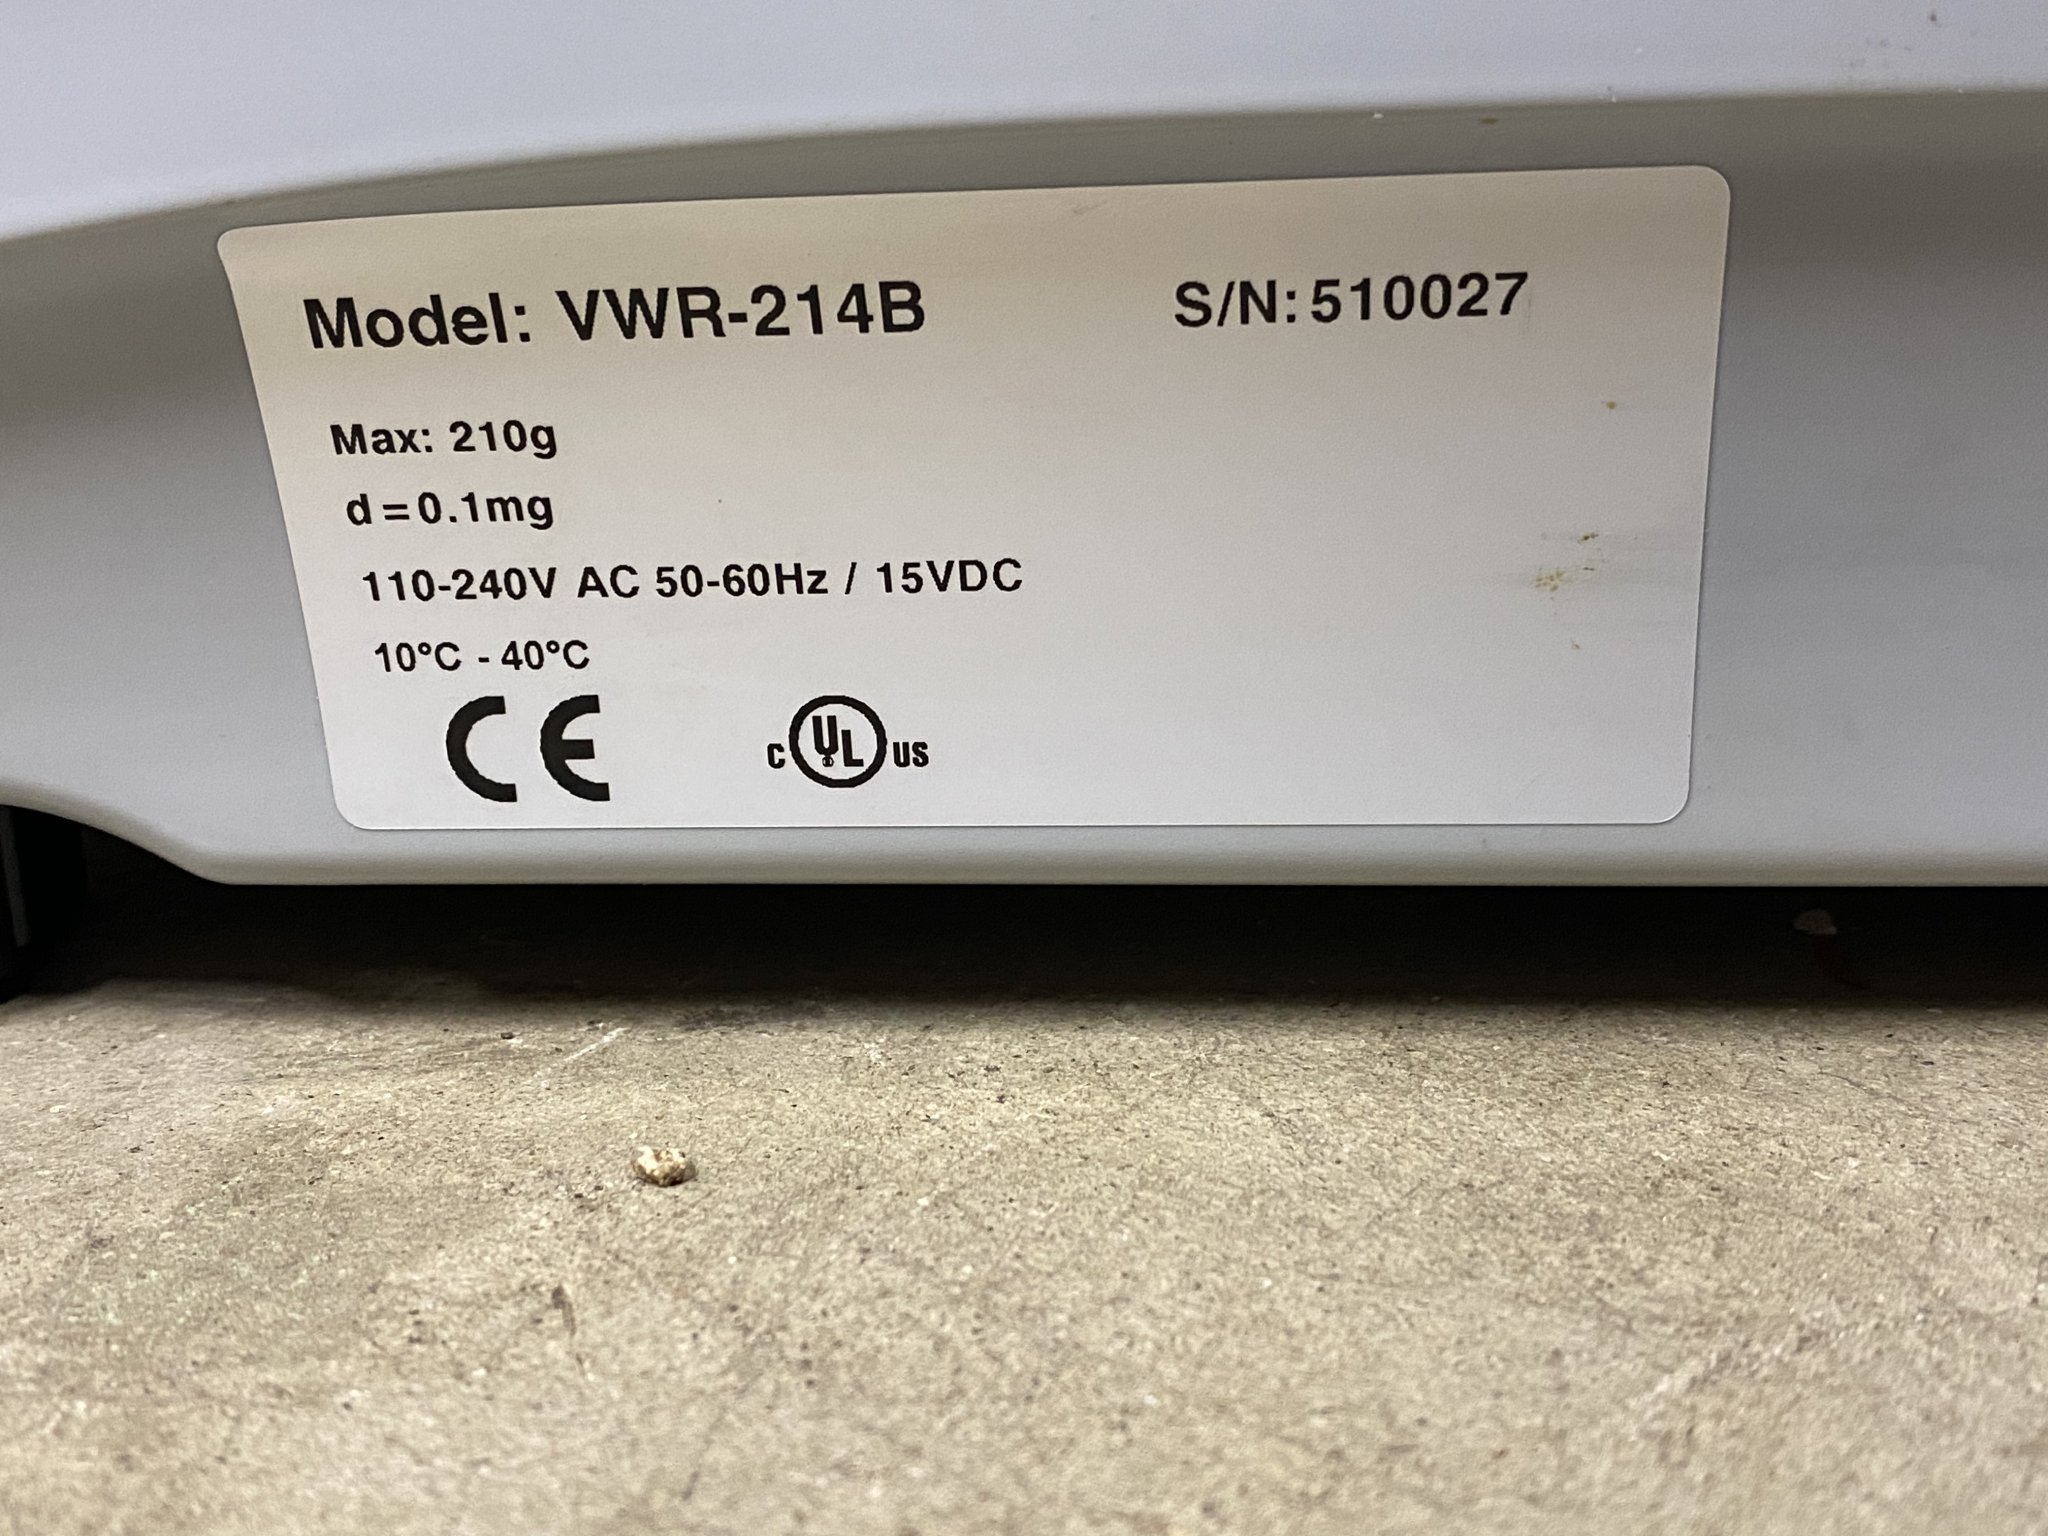 Model: VWR-214B S/N: 510027
Max: 210g
d=0.1mg
110-240V AC 50-60Hz / 15VDC
10°C - 40°C
CE c UL us